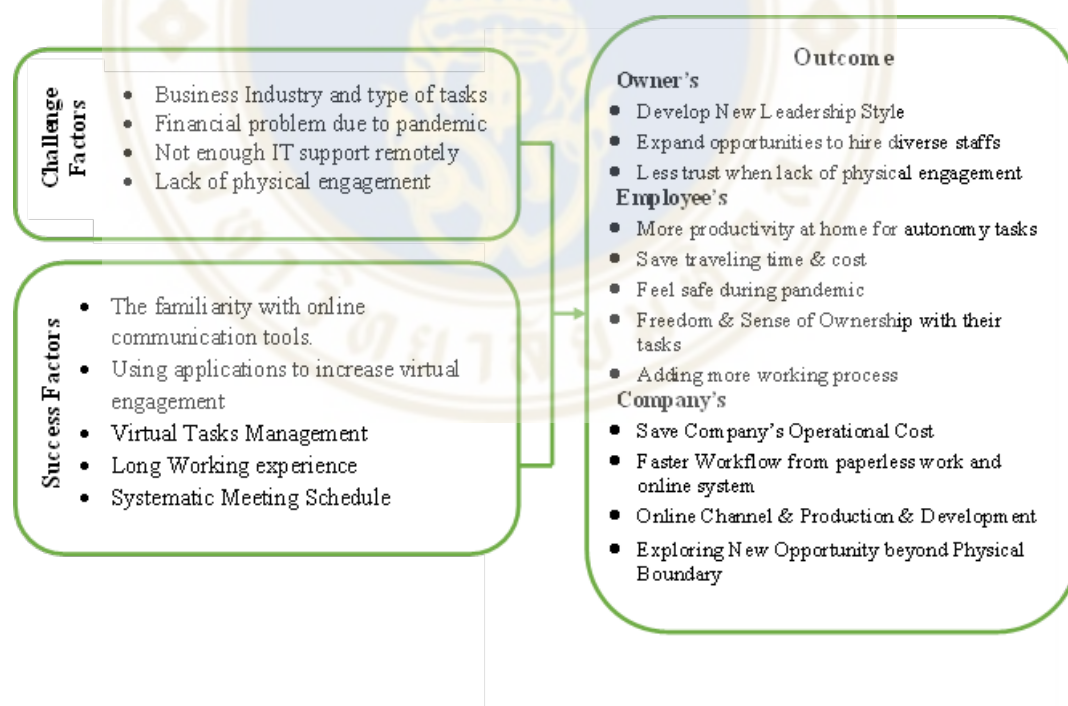 Challenge
Factors
• Business Industry and type of tasks
• Financial problem due to pandemic
• Not enough IT support remotely
• Lack of physical engagement
Success Factors
• The familiarity with online
communication tools.
• Using applications to increase virtual
engagement
• Virtual Tasks Management
• Long Working experience
• Systematic Meeting Schedule
Outcome
Owner's
• Develop New Leadership Style
• Expand opportunities to hire diverse staffs
• Less trust when lack of physical engagement
Employee's
• More productivity at home for autonomy tasks
• Save traveling time & cost
• Feel safe during pandemic
• Freedom & Sense of Ownership with their
tasks
• Adding more working process
Company's
• Save Company's Operational Cost
• Faster Workflow from paperless work and
online system
• Online Channel & Production & Development
• Exploring New Opportunity beyond Physical
Boundary